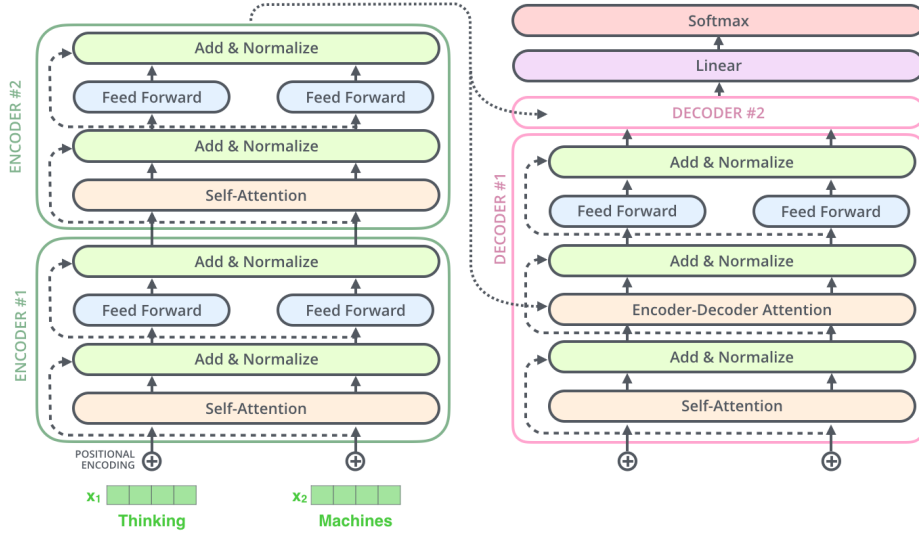 ENCODER #2
Add & Normalize
Feed Forward
Feed Forward
Add & Normalize
Self-Attention
ENCODER #1
Add & Normalize
Feed Forward
Feed Forward
Add & Normalize
Self-Attention
POSITIONAL
ENCODING
x₁
x₂
Thinking
Machines
Softmax
Linear
DECODER #2
DECODER #1
Add & Normalize
Feed Forward
Feed Forward
Add & Normalize
Encoder-Decoder Attention
Add & Normalize
Self-Attention